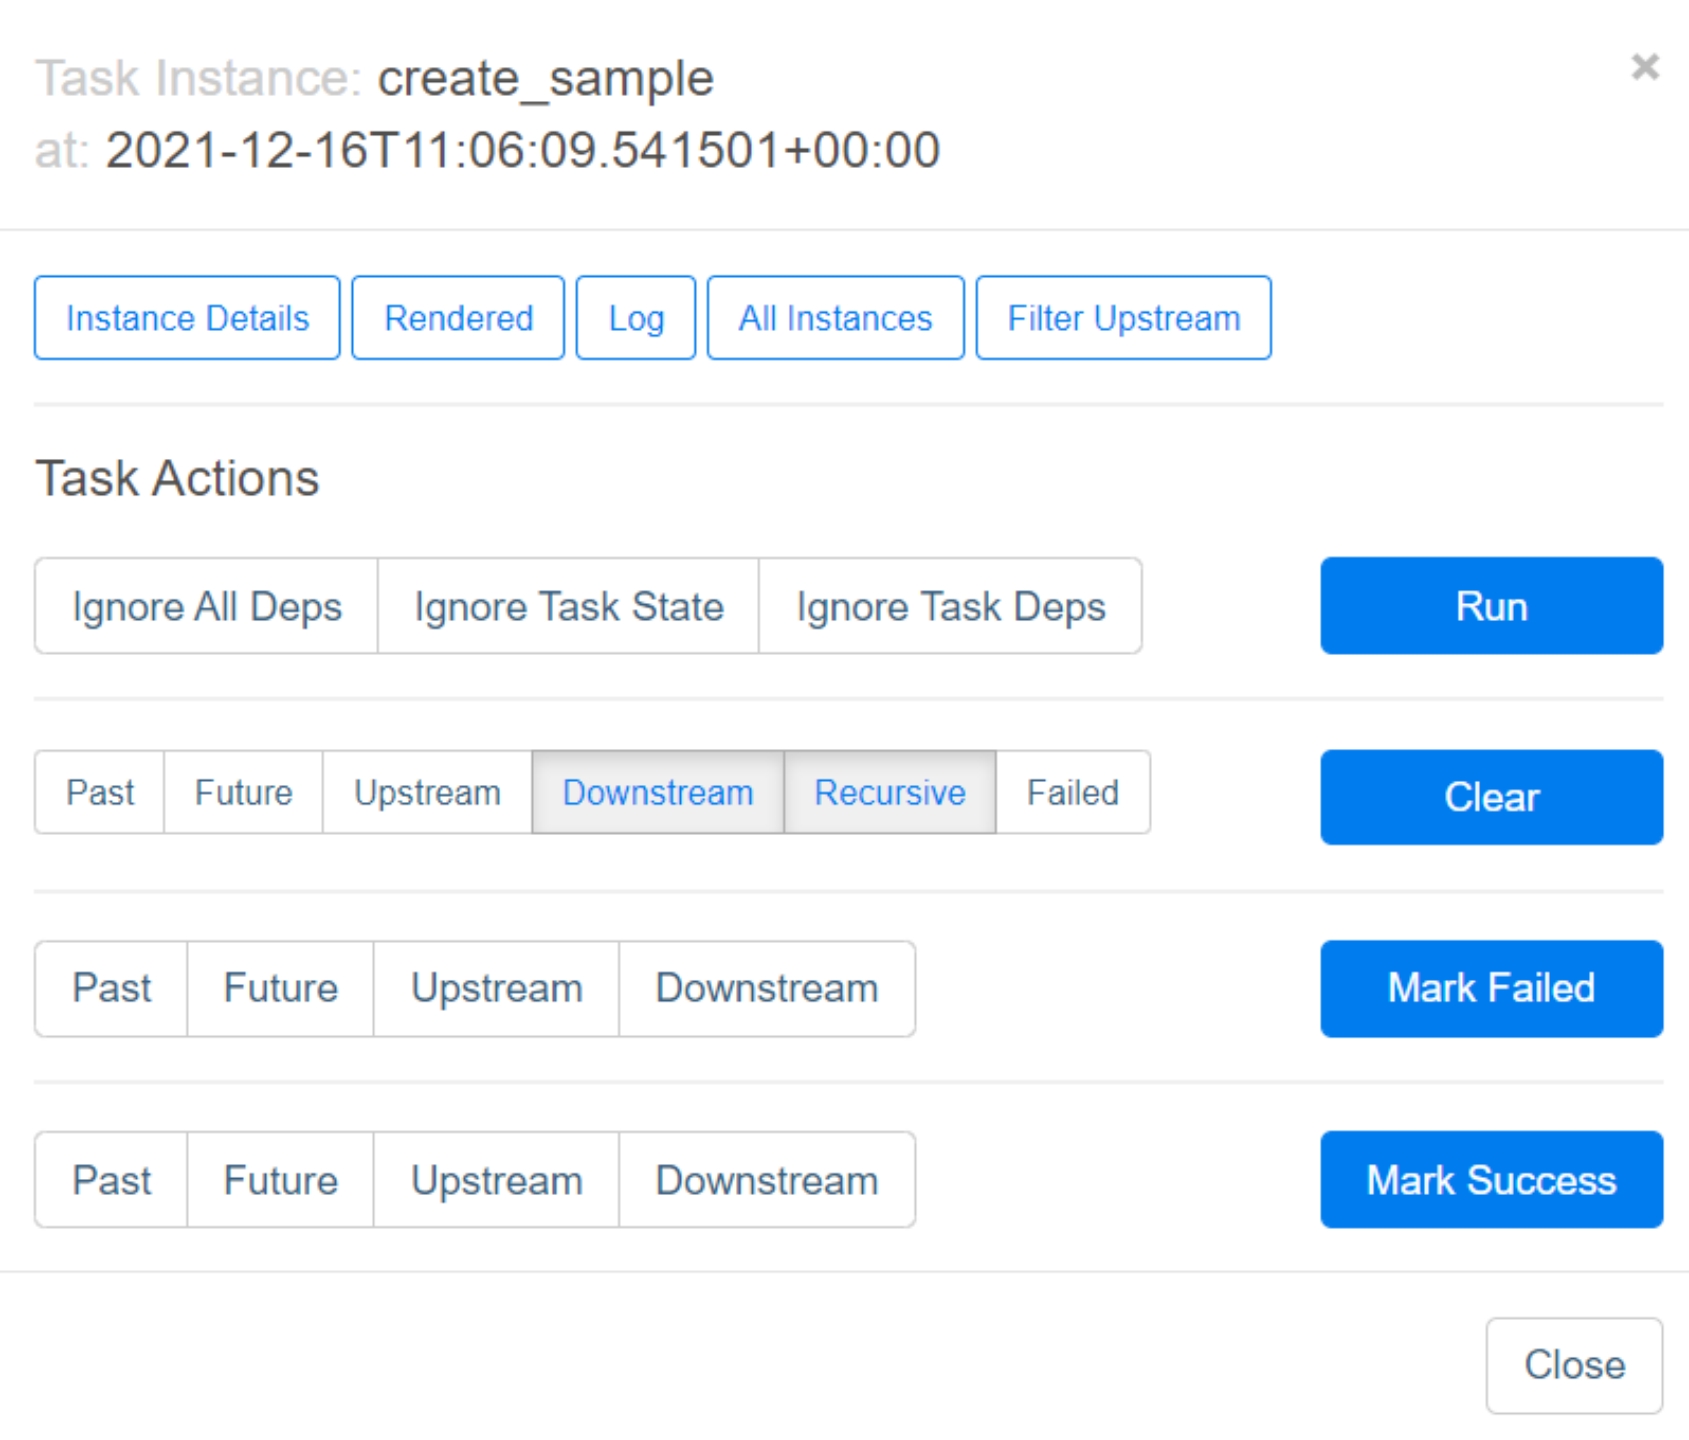 Task Instance: create_sample ×
at: 2021-12-16T11:06:09.541501+00:00
Instance Details Rendered Log All Instances Filter Upstream
Task Actions
Ignore All Deps Ignore Task State Ignore Task Deps Run
Past Future Upstream Downstream Recursive Failed Clear
Past Future Upstream Downstream Mark Failed
Past Future Upstream Downstream Mark Success
Close